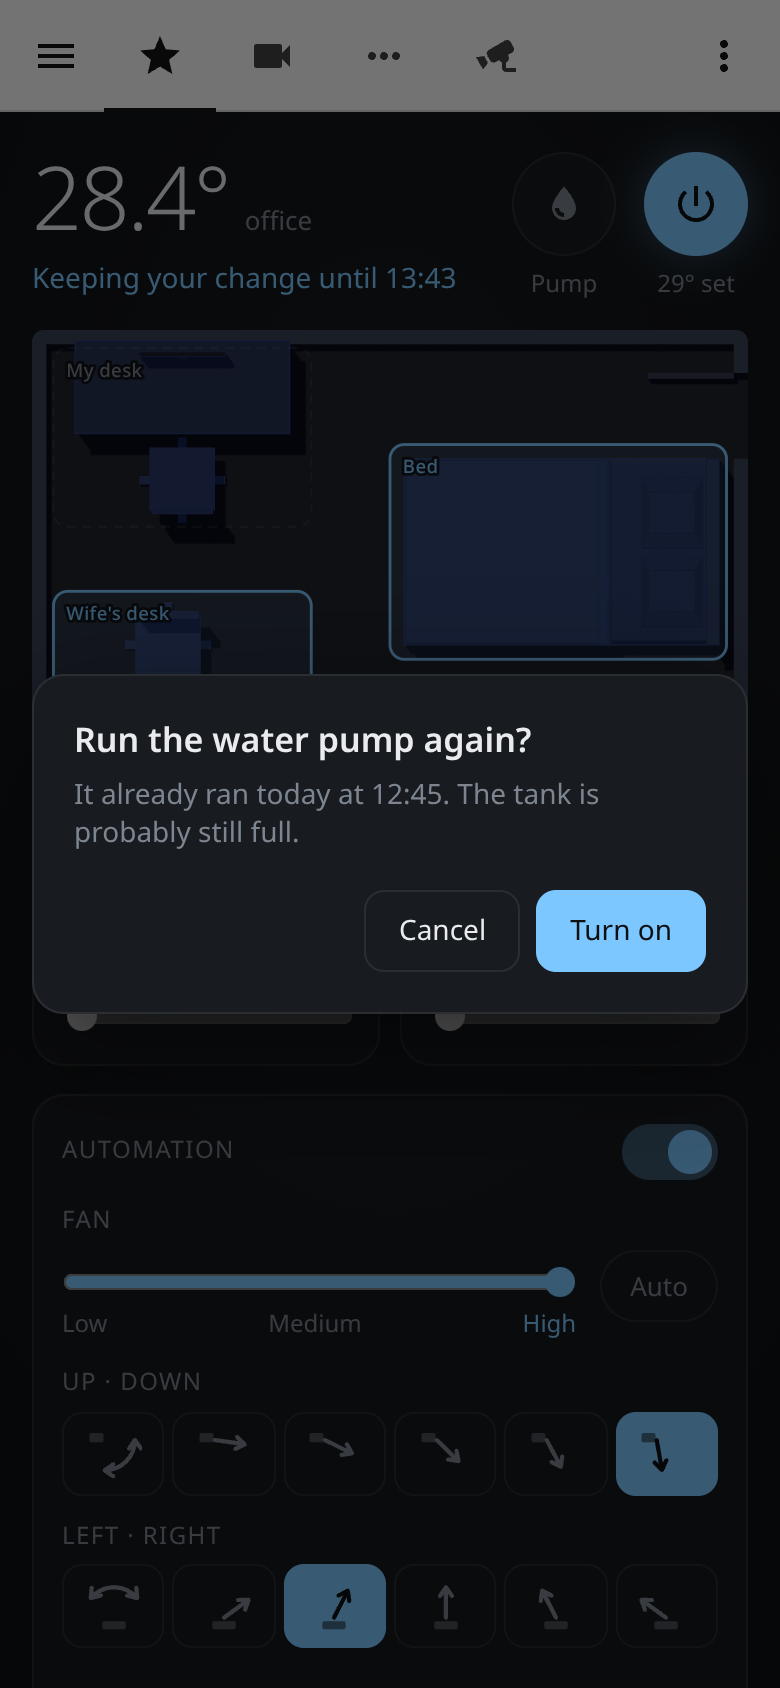 28.4° office
Keeping your change until 13:43
Pump
29° set
My desk
Bed
Wife's desk
Run the water pump again?
It already ran today at 12:45. The tank is
probably still full.
Cancel
Turn on
AUTOMATION
FAN
Auto
Low
Medium
High
UP · DOWN
LEFT · RIGHT